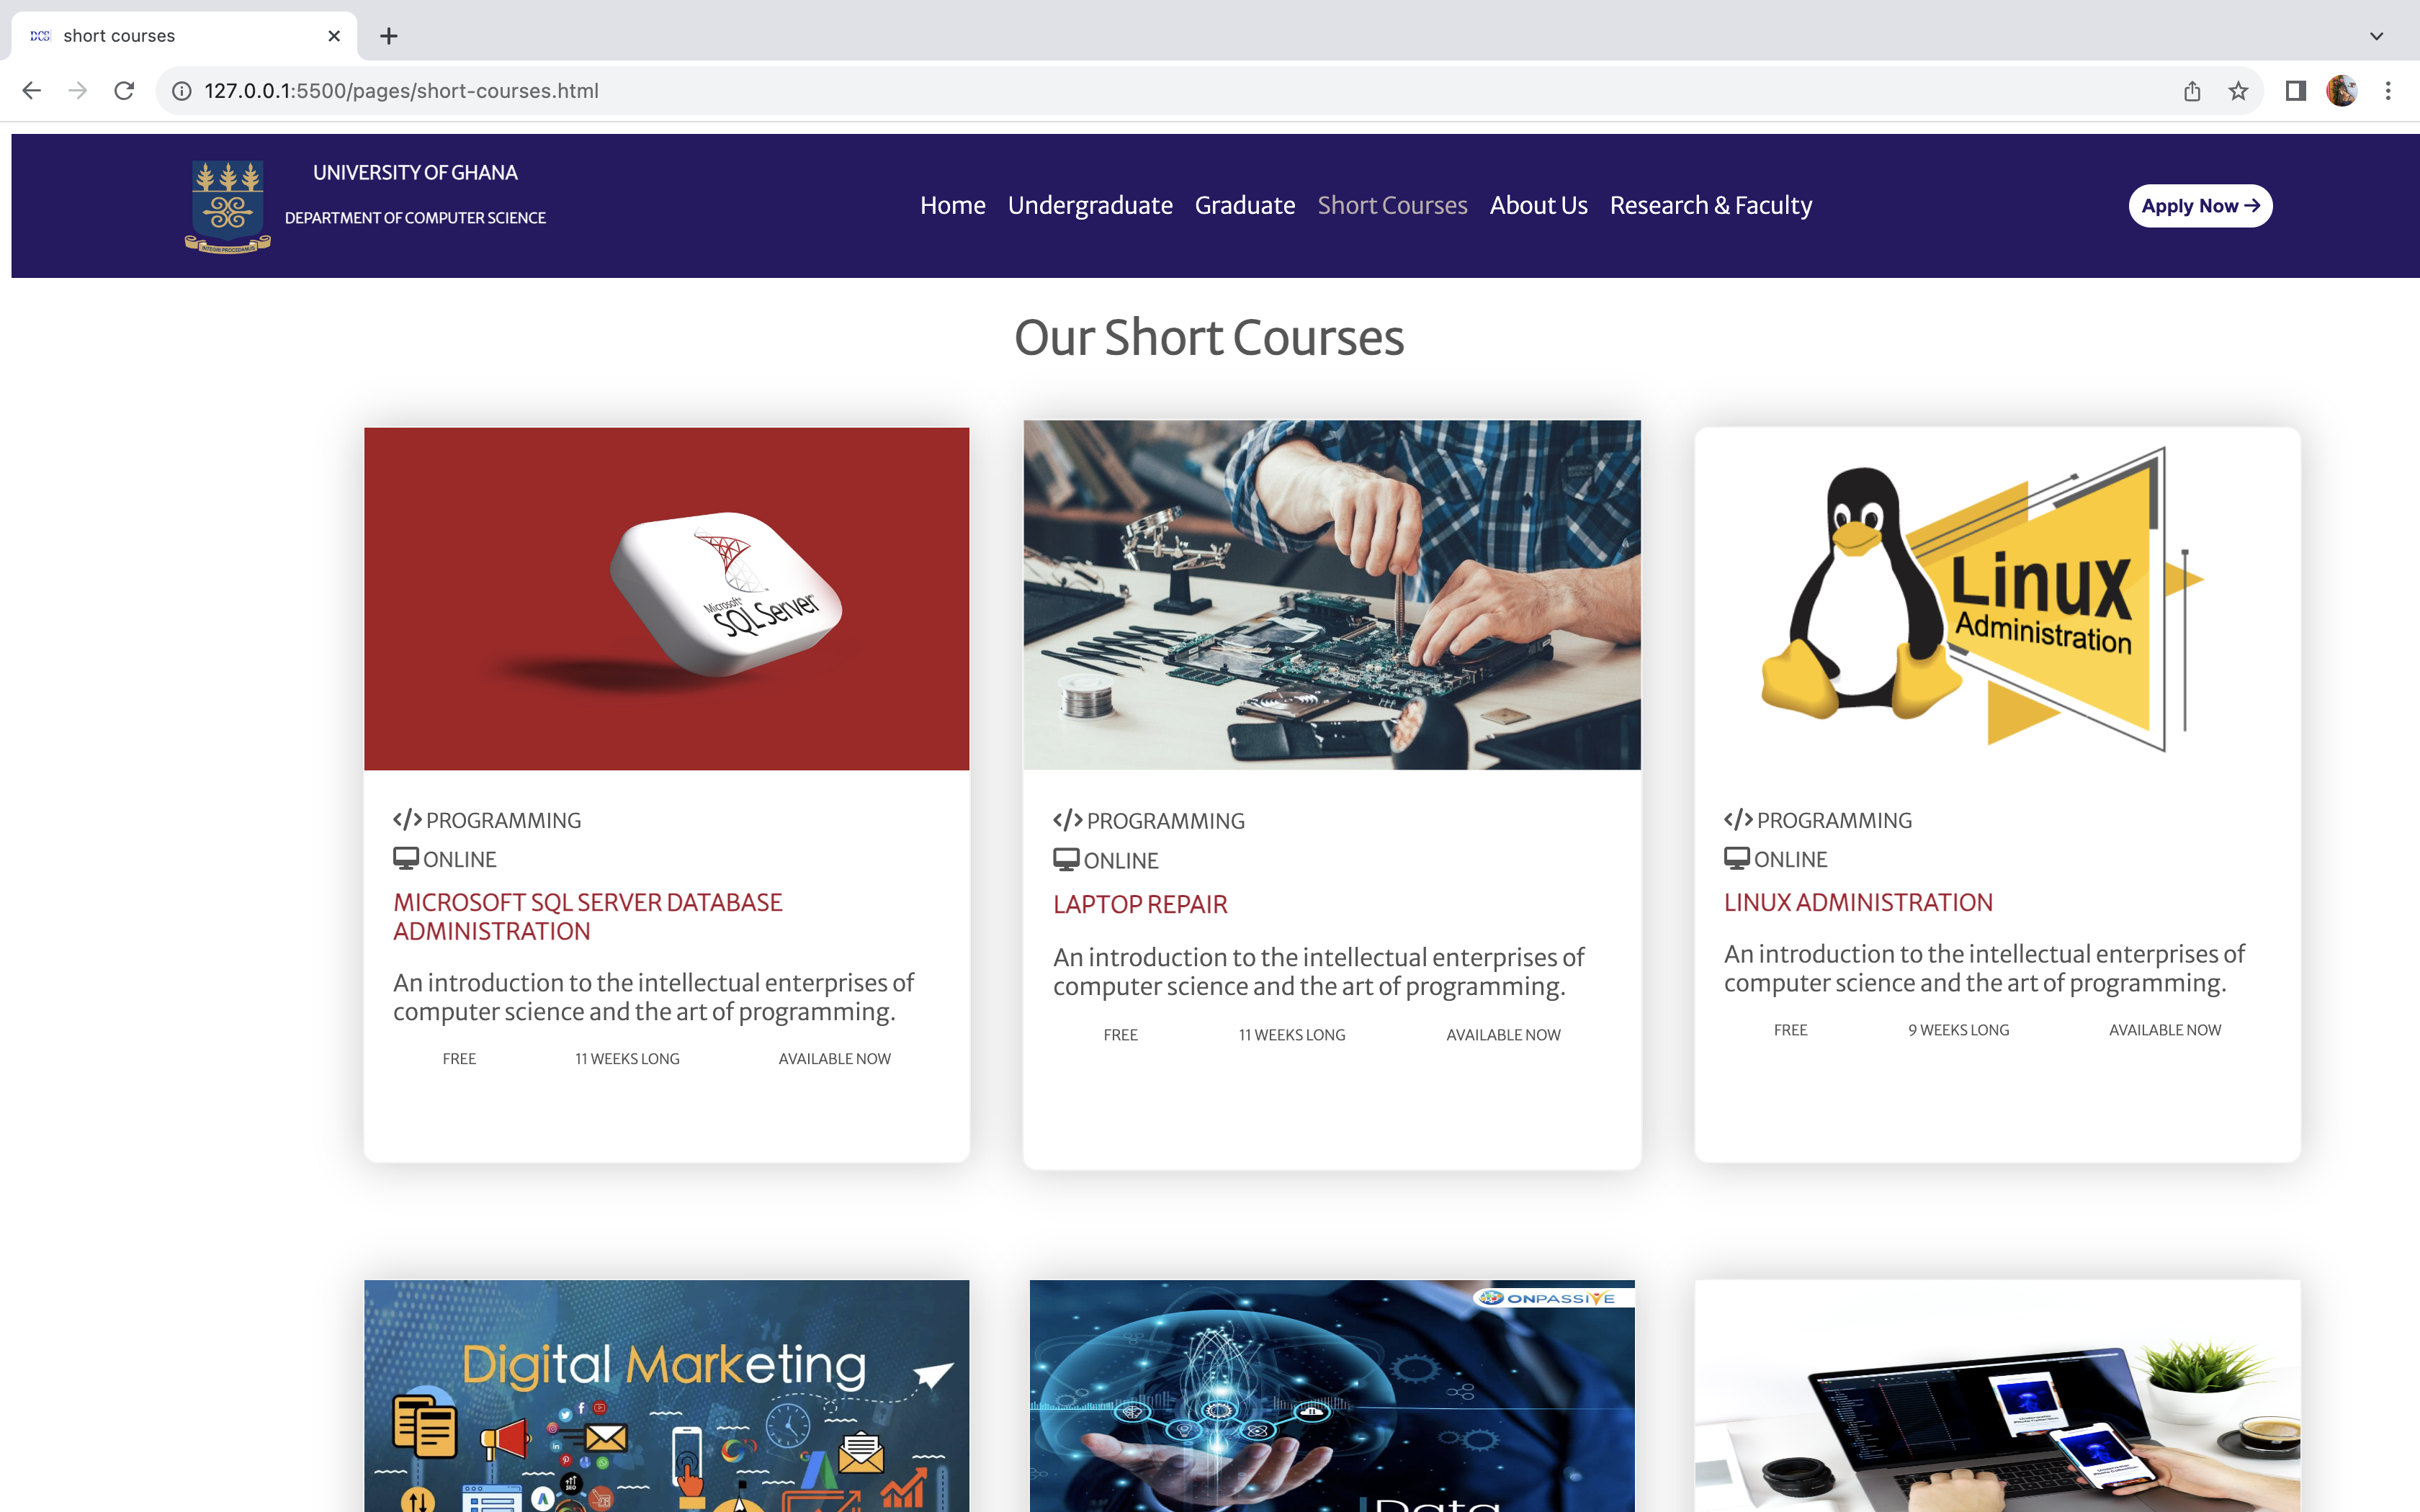 DCS short courses
127.0.0.1:5500/pages/short-courses.html
UNIVERSITY OF GHANA
DEPARTMENT OF COMPUTER SCIENCE
INTEGRI PROCEDAMUS
Home Undergraduate Graduate Short Courses About Us Research & Faculty
Apply Now →
Our Short Courses
Microsoft®
SQL Server
</> PROGRAMMING
ONLINE
MICROSOFT SQL SERVER DATABASE
ADMINISTRATION
An introduction to the intellectual enterprises of
computer science and the art of programming.
FREE 11 WEEKS LONG AVAILABLE NOW
</> PROGRAMMING
ONLINE
LAPTOP REPAIR
An introduction to the intellectual enterprises of
computer science and the art of programming.
FREE 11 WEEKS LONG AVAILABLE NOW
Linux
Administration
</> PROGRAMMING
ONLINE
LINUX ADMINISTRATION
An introduction to the intellectual enterprises of
computer science and the art of programming.
FREE 9 WEEKS LONG AVAILABLE NOW
Digital Marketing
SEO
ONPASSIVE
Data